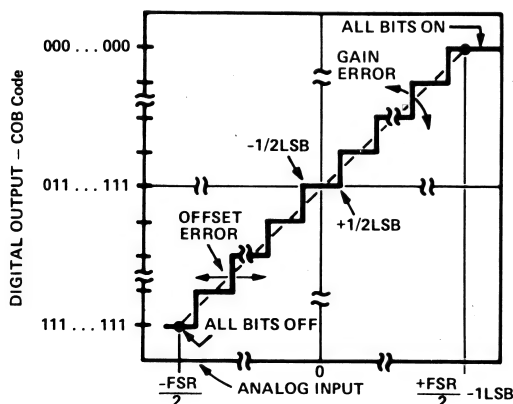 ALL BITS ON
000 . . . 000
GAIN
ERROR
DIGITAL OUTPUT – COB Code
–1/2LSB
011 . . . 111
+1/2LSB
OFFSET
ERROR
111 . . . 111
ALL BITS OFF
0
–FSR
2
ANALOG INPUT
+FSR
2
–1LSB